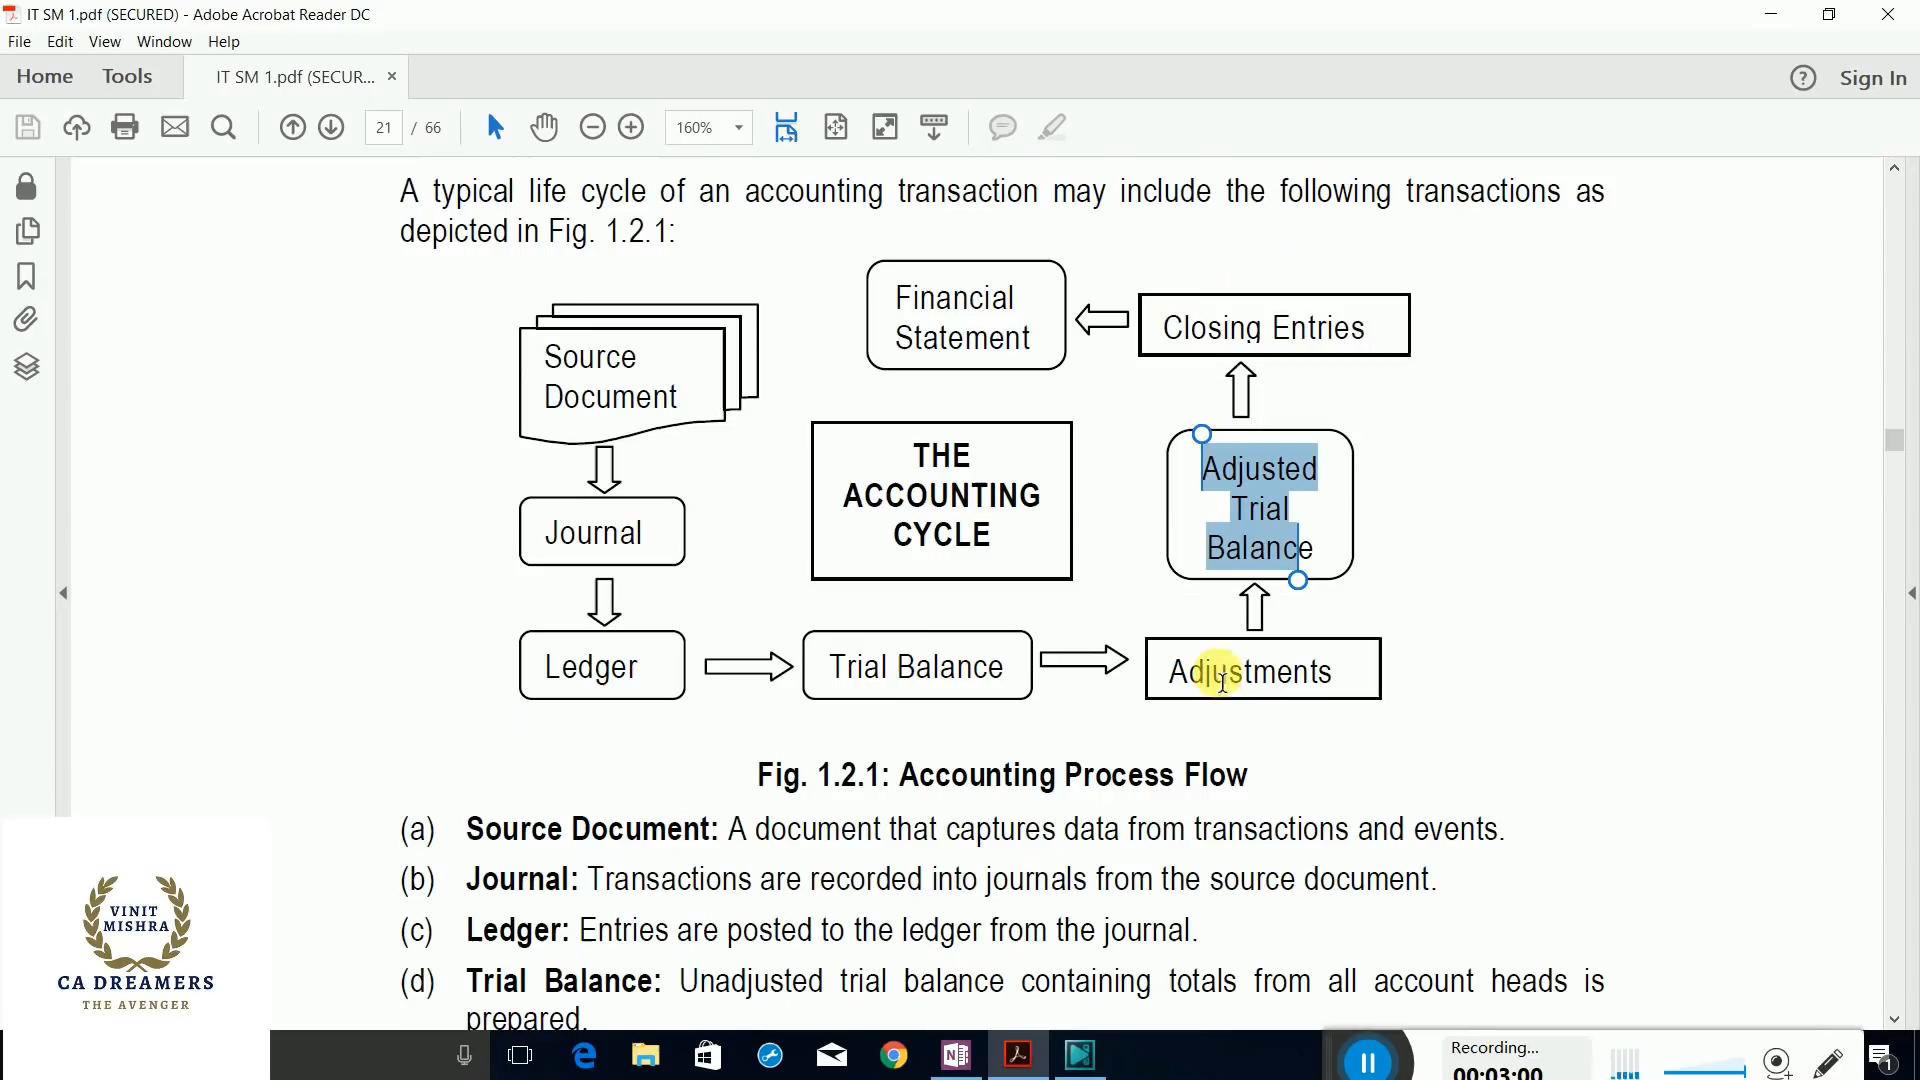 IT SM 1.pdf (SECURED) - Adobe Acrobat Reader DC
File Edit View Window Help
Home Tools IT SM 1.pdf (SECUR... × ? Sign In
21 / 66 160%
A typical life cycle of an accounting transaction may include the following transactions as
depicted in Fig. 1.2.1:
Source
Document
Financial
Statement
Closing Entries
THE
ACCOUNTING
CYCLE
Adjusted
Trial
Balance
Journal
Ledger
Trial Balance
Adjustments
Fig. 1.2.1: Accounting Process Flow
(a) Source Document: A document that captures data from transactions and events.
(b) Journal: Transactions are recorded into journals from the source document.
(c) Ledger: Entries are posted to the ledger from the journal.
(d) Trial Balance: Unadjusted trial balance containing totals from all account heads is
prepared.
VINIT
MISHRA
CA DREAMERS
THE AVENGER
Recording...
00:03:00
1